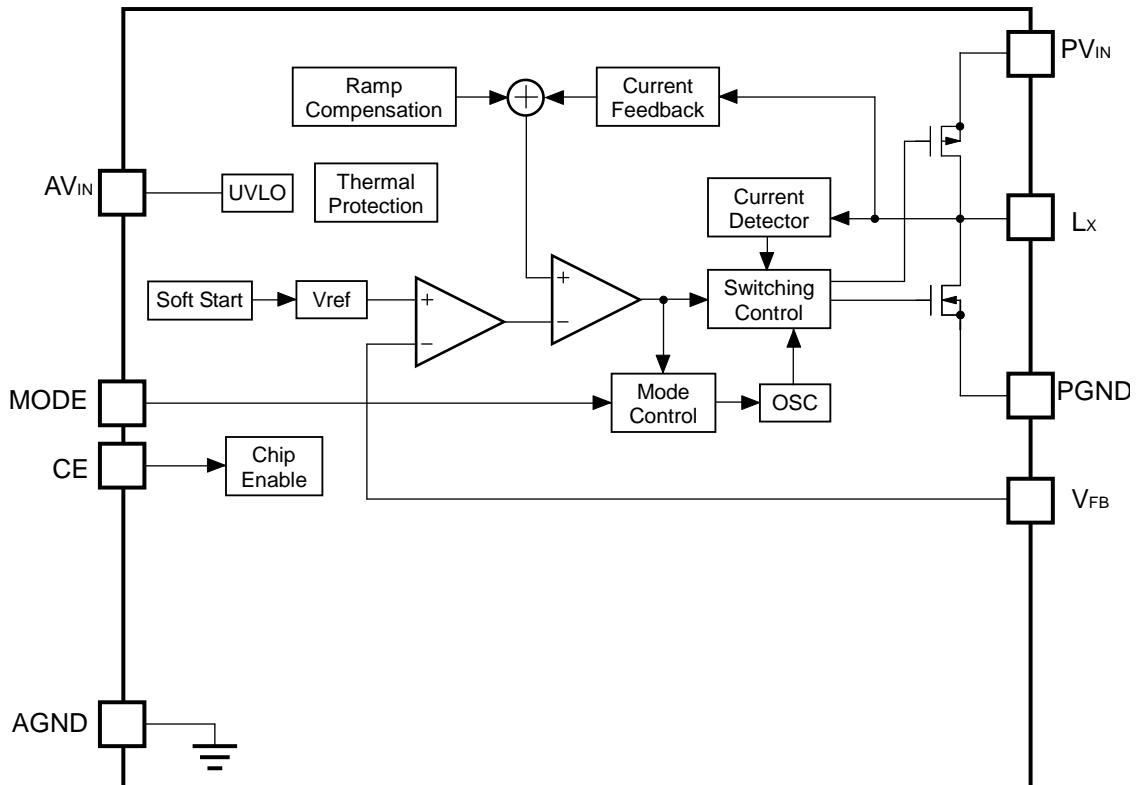 PVIN
Ramp
Compensation
Current
Feedback
AVIN
UVLO
Thermal
Protection
Current
Detector
LX
Soft Start
Vref
+
−
+
−
Switching
Control
MODE
Mode
Control
OSC
PGND
CE
Chip
Enable
VFB
AGND